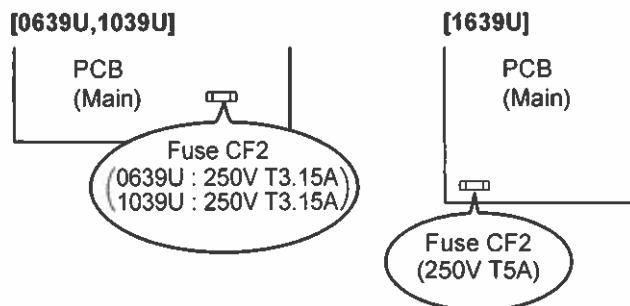 [0639U,1039U]
PCB
(Main)
Fuse CF2
(0639U : 250V T3.15A)
(1039U : 250V T3.15A)
[1639U]
PCB
(Main)
Fuse CF2
(250V T5A)